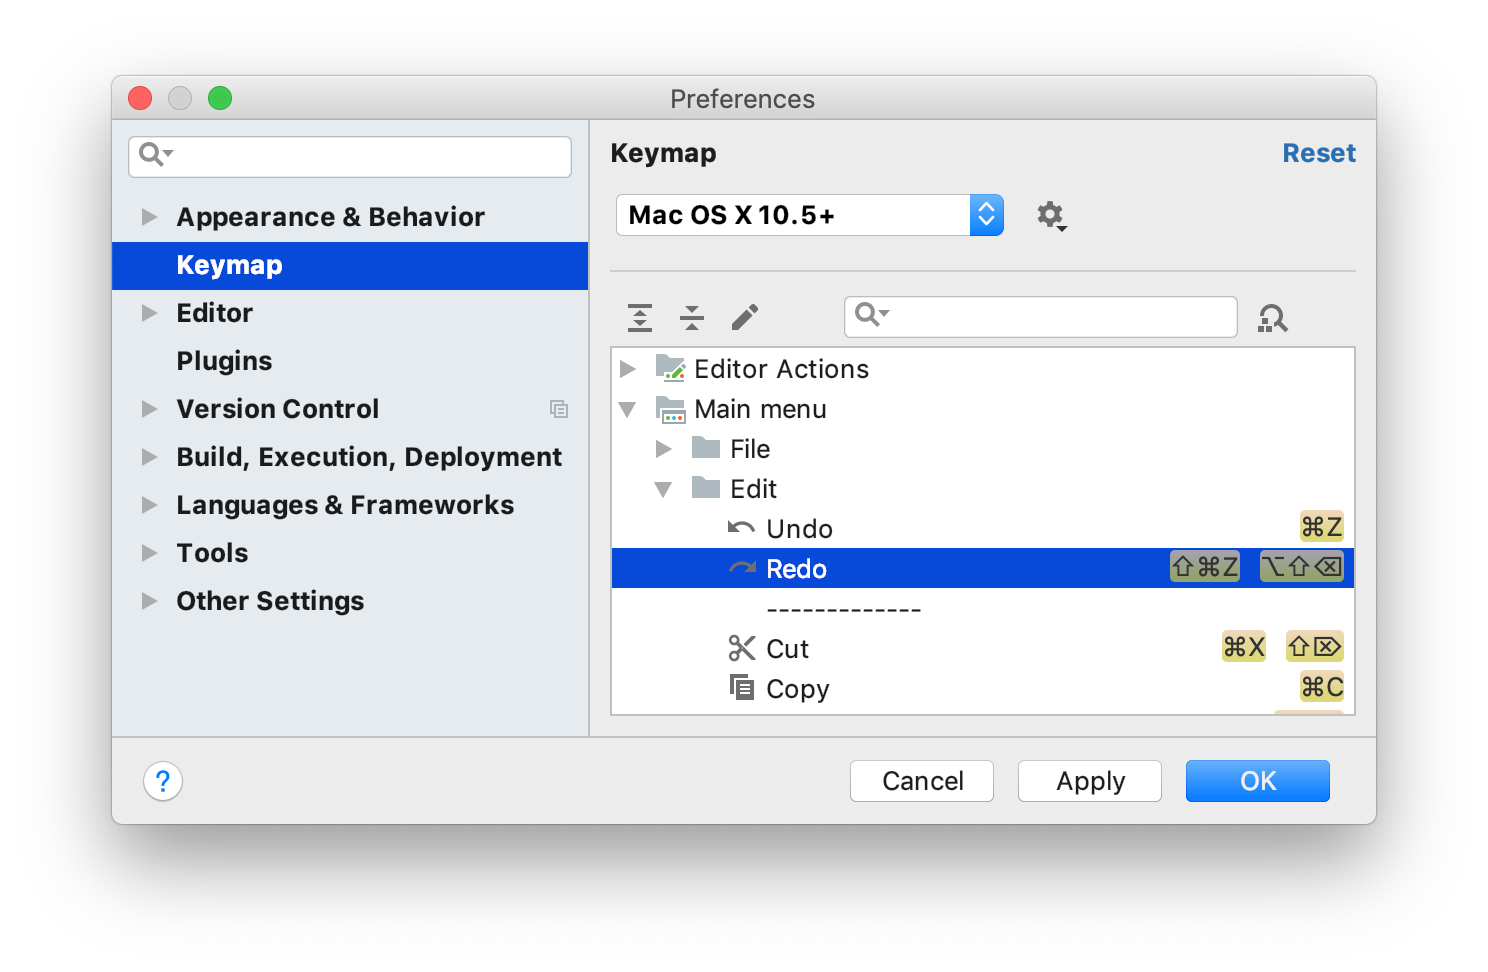 Preferences
Appearance & Behavior
Keymap
Editor
Plugins
Version Control
Build, Execution, Deployment
Languages & Frameworks
Tools
Other Settings
Keymap
Reset
Mac OS X 10.5+
Editor Actions
Main menu
File
Edit
Undo ⌘Z
Redo ⇧⌘Z ⌥⇧⌫
-------------
Cut ⌘X ⇧⌦
Copy ⌘C
?
Cancel
Apply
OK